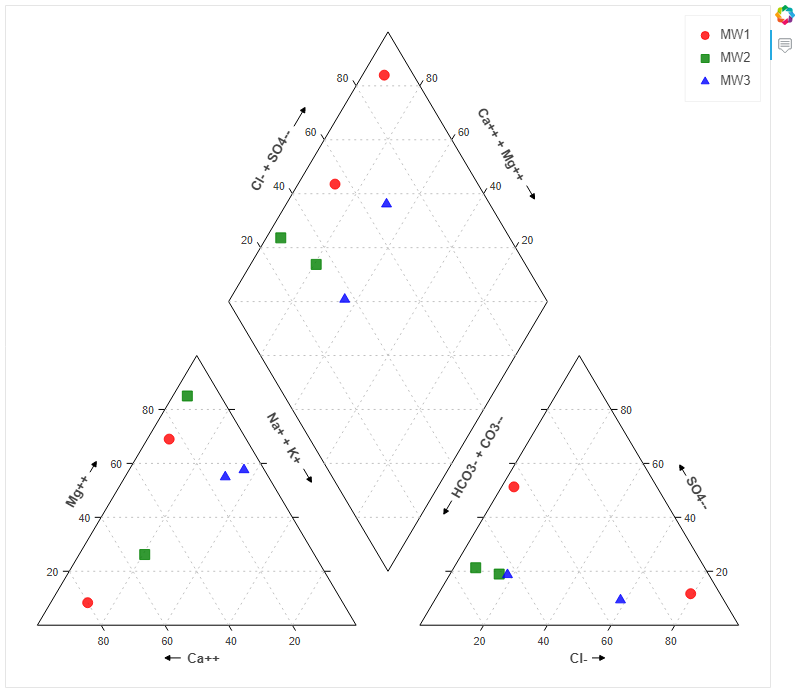 MW1
MW2
MW3
80 80
60 60
40 40
20 20
Cl- + SO4--
Ca++ + Mg++
Na+ + K+
HCO3- + CO3--
80
60
40
20
Mg++
80 60 40 20
Ca++
80
60
40
20
SO4--
20 40 60 80
Cl-